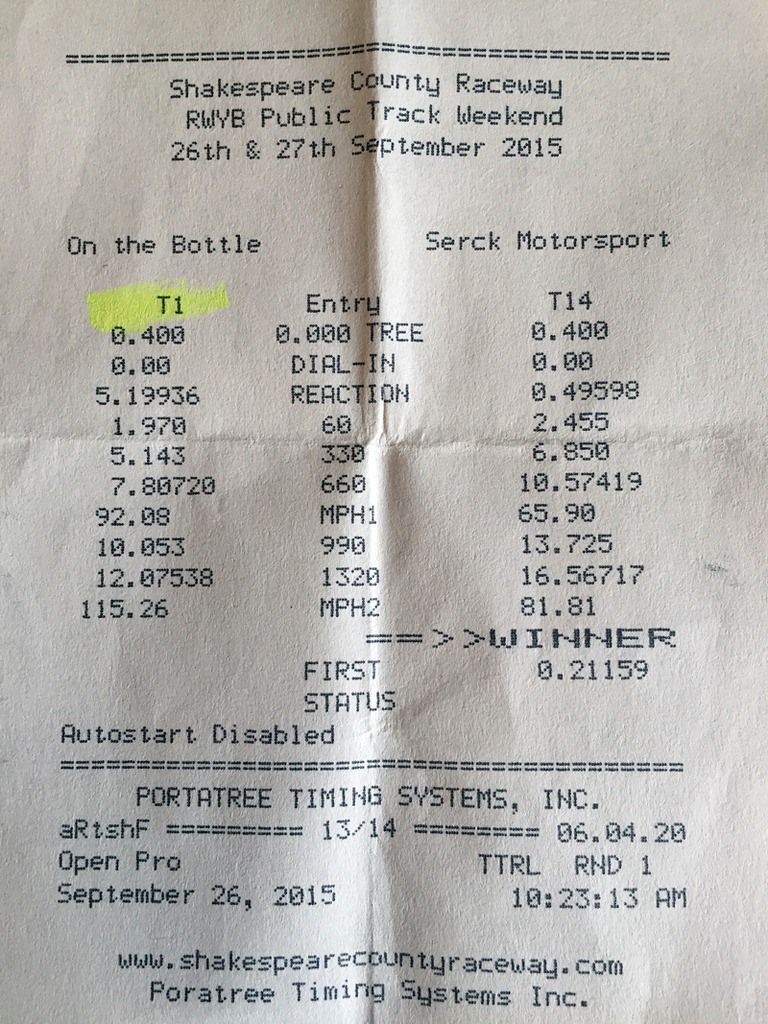 ========================================
Shakespeare County Raceway
RWYB Public Track Weekend
26th & 27th September 2015
On the Bottle Serck Motorsport
T1 Entry T14
0.400 0.000 TREE 0.400
0.00 DIAL-IN 0.00
5.19936 REACTION 0.49598
1.970 60 2.455
5.143 330 6.850
7.80720 660 10.57419
92.08 MPH1 65.90
10.053 990 13.725
12.07538 1320 16.56717
115.26 MPH2 81.81
==>>WINNER
FIRST 0.21159
STATUS
Autostart Disabled
=========================================
PORTATREE TIMING SYSTEMS, INC.
aRtshF ========= 13/14 ======== 06.04.20
Open Pro TTRL RND 1
September 26, 2015 10:23:13 AM
www.shakespearecountyraceway.com
Poratree Timing Systems Inc.